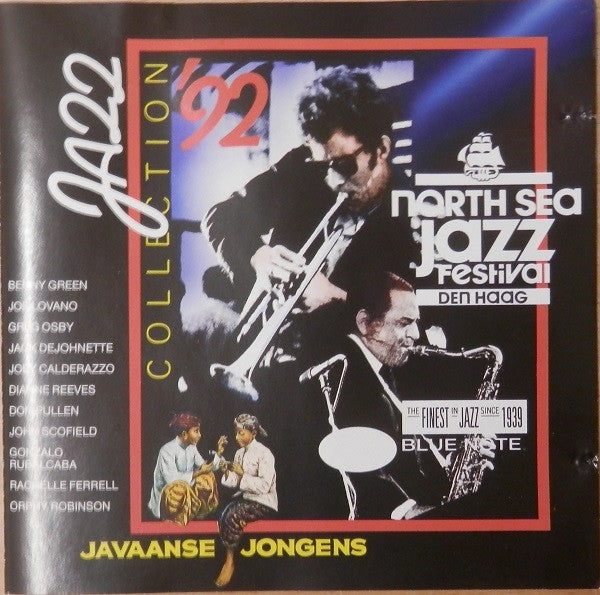 JAZZ
COLLECTION
'92
NORTH SEA
jazz
FESTIVAL
DEN HAAG
BENNY GREEN
JOE LOVANO
GREG OSBY
JACK DEJOHNETTE
JOEY CALDERAZZO
DIANNE REEVES
DON PULLEN
JOHN SCOFIELD
GONZALO
RUBALCABA
RACHELLE FERRELL
ORPHY ROBINSON
THE FINEST IN JAZZ SINCE 1939
BLUE NOTE
JAVAANSE JONGENS